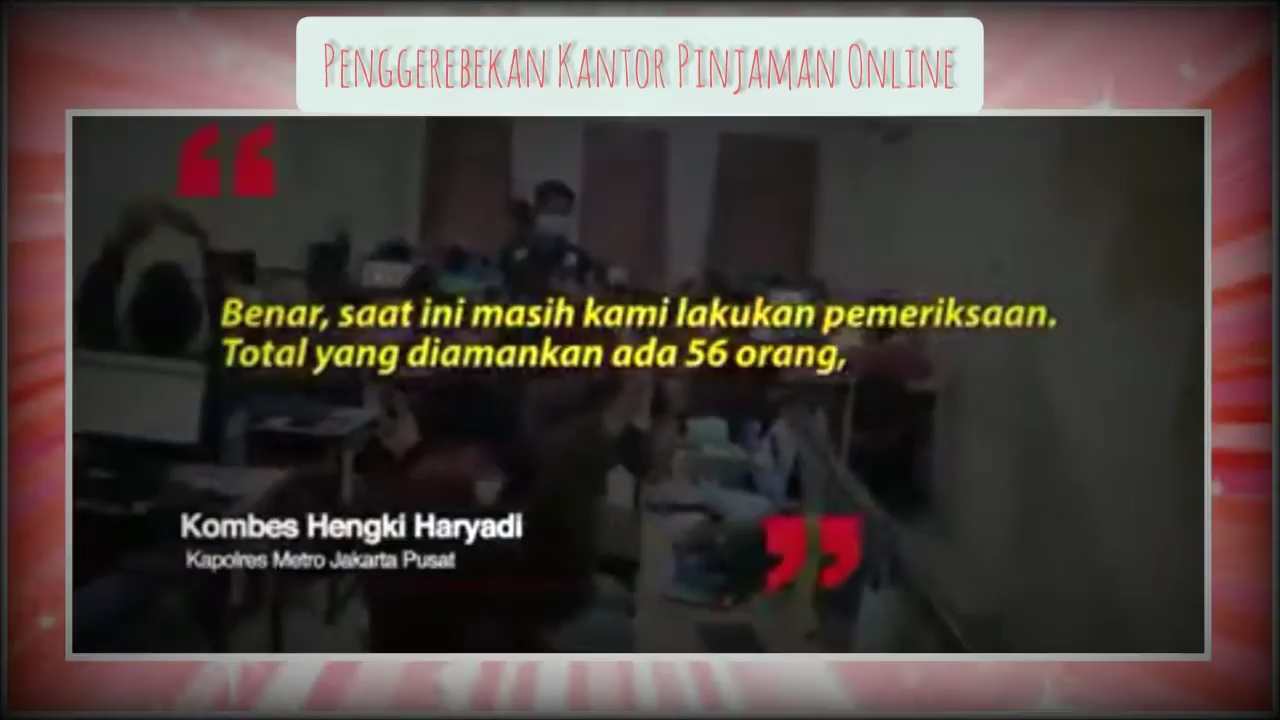 Penggerebekan Kantor Pinjaman Online
“
Benar, saat ini masih kami lakukan pemeriksaan.
Total yang diamankan ada 56 orang,
Kombes Hengki Haryadi
Kapolres Metro Jakarta Pusat
”